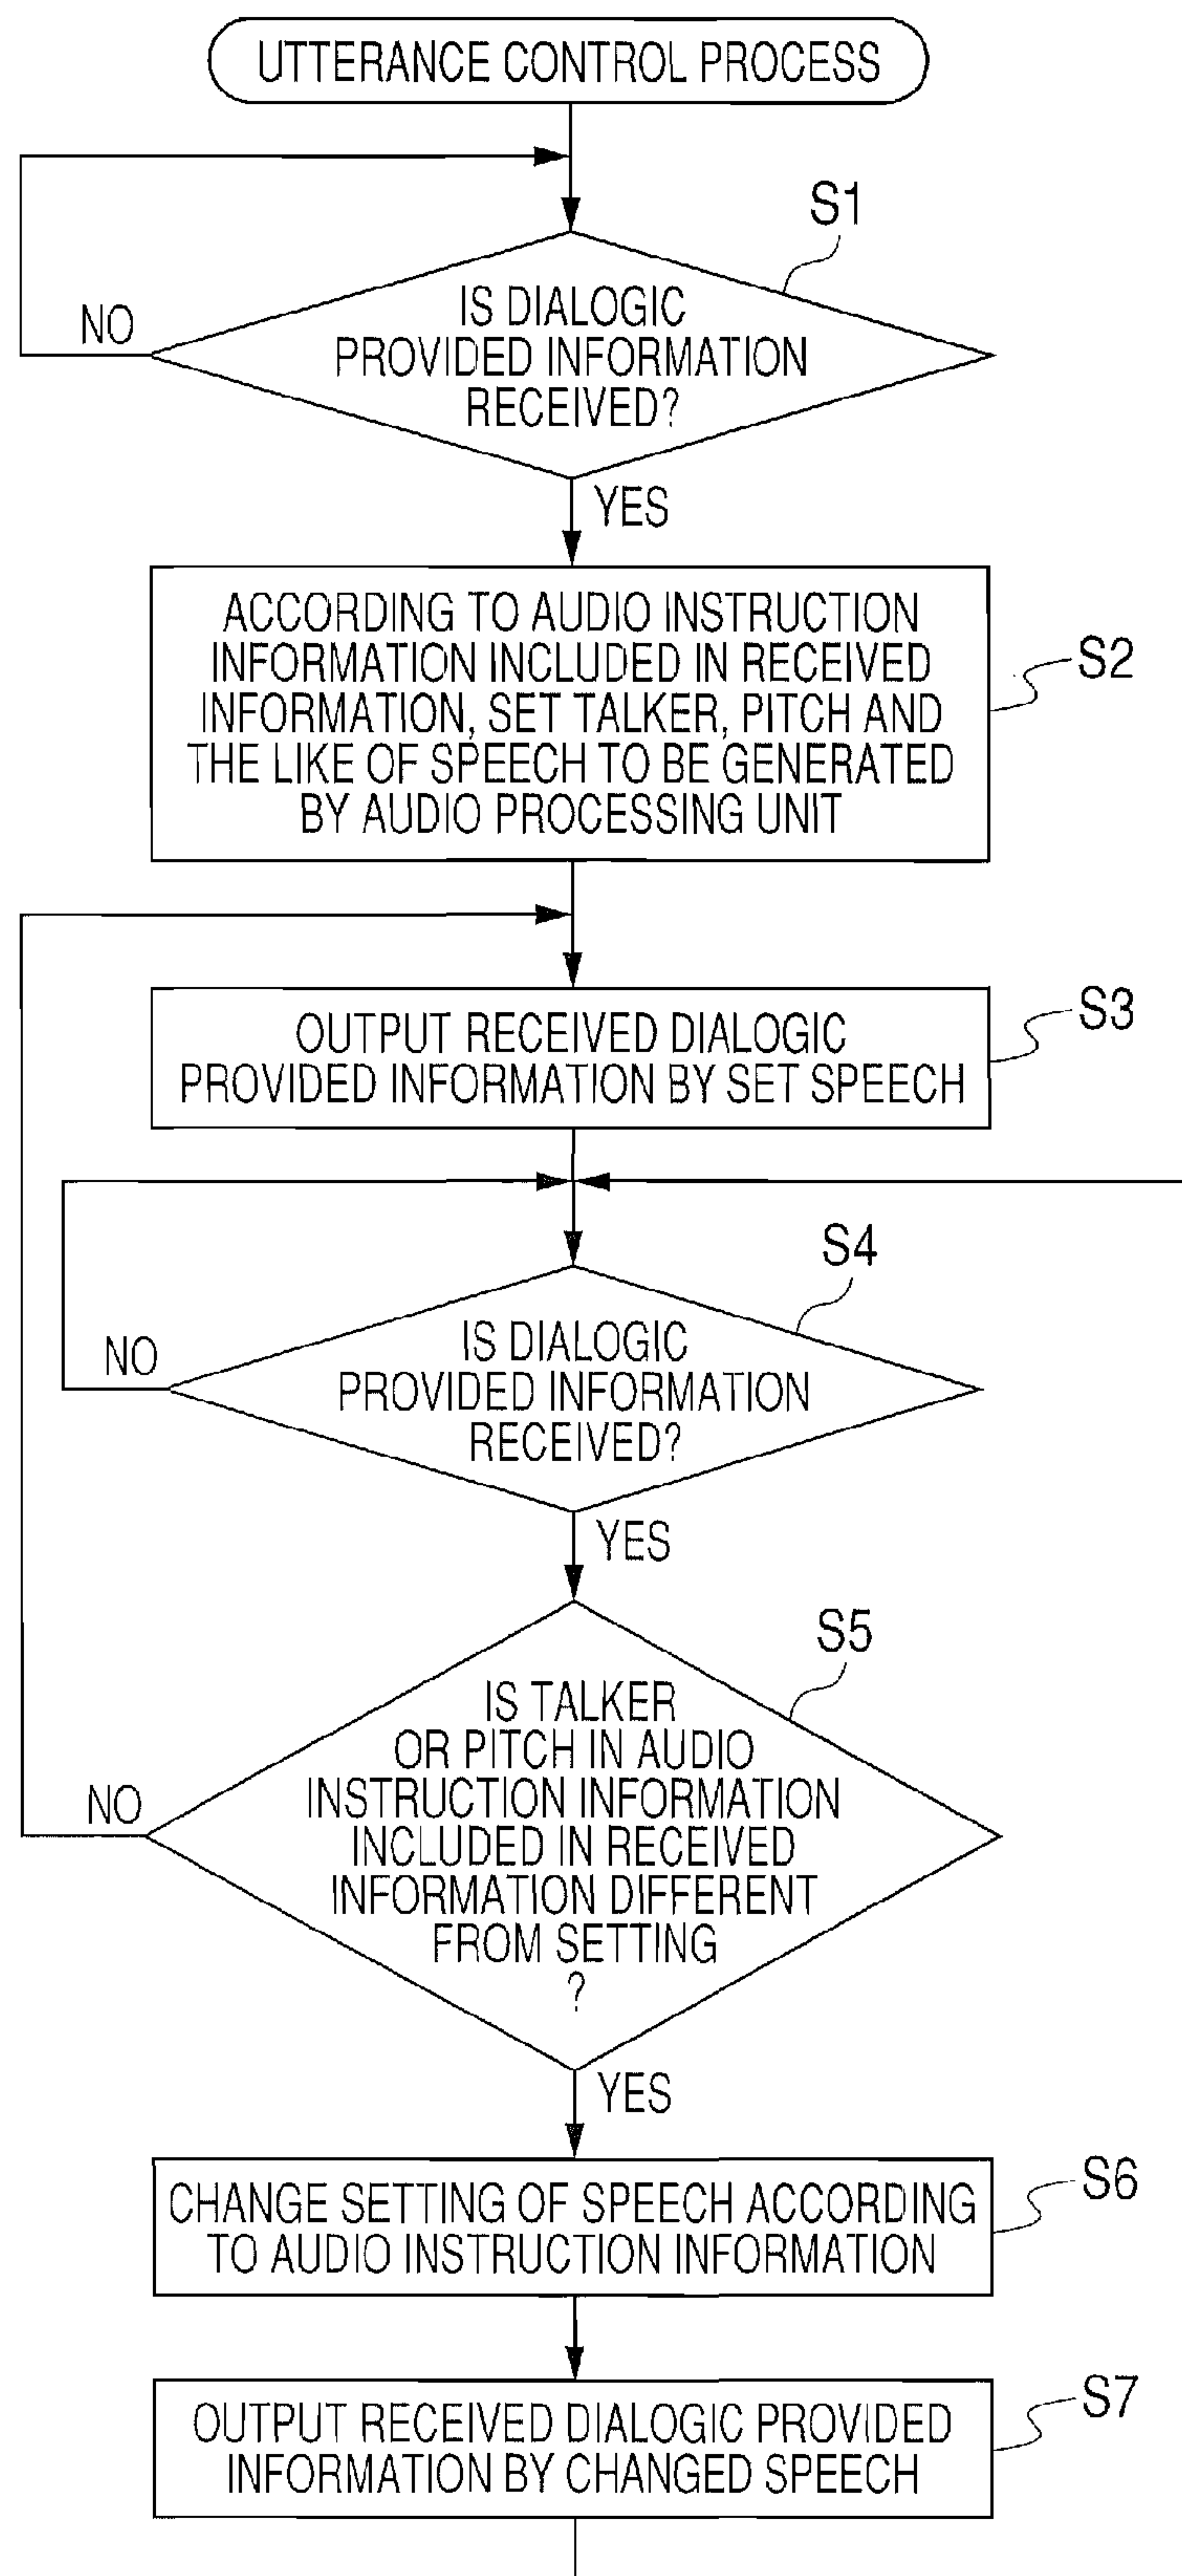 UTTERANCE CONTROL PROCESS
S1
IS DIALOGIC
PROVIDED INFORMATION
RECEIVED?
NO
YES
ACCORDING TO AUDIO INSTRUCTION
INFORMATION INCLUDED IN RECEIVED
INFORMATION, SET TALKER, PITCH AND
THE LIKE OF SPEECH TO BE GENERATED
BY AUDIO PROCESSING UNIT
S2
OUTPUT RECEIVED DIALOGIC
PROVIDED INFORMATION BY SET SPEECH
S3
S4
IS DIALOGIC
PROVIDED INFORMATION
RECEIVED?
NO
YES
S5
IS TALKER
OR PITCH IN AUDIO
INSTRUCTION INFORMATION
INCLUDED IN RECEIVED
INFORMATION DIFFERENT
FROM SETTING
?
NO
YES
CHANGE SETTING OF SPEECH ACCORDING
TO AUDIO INSTRUCTION INFORMATION
S6
OUTPUT RECEIVED DIALOGIC PROVIDED
INFORMATION BY CHANGED SPEECH
S7